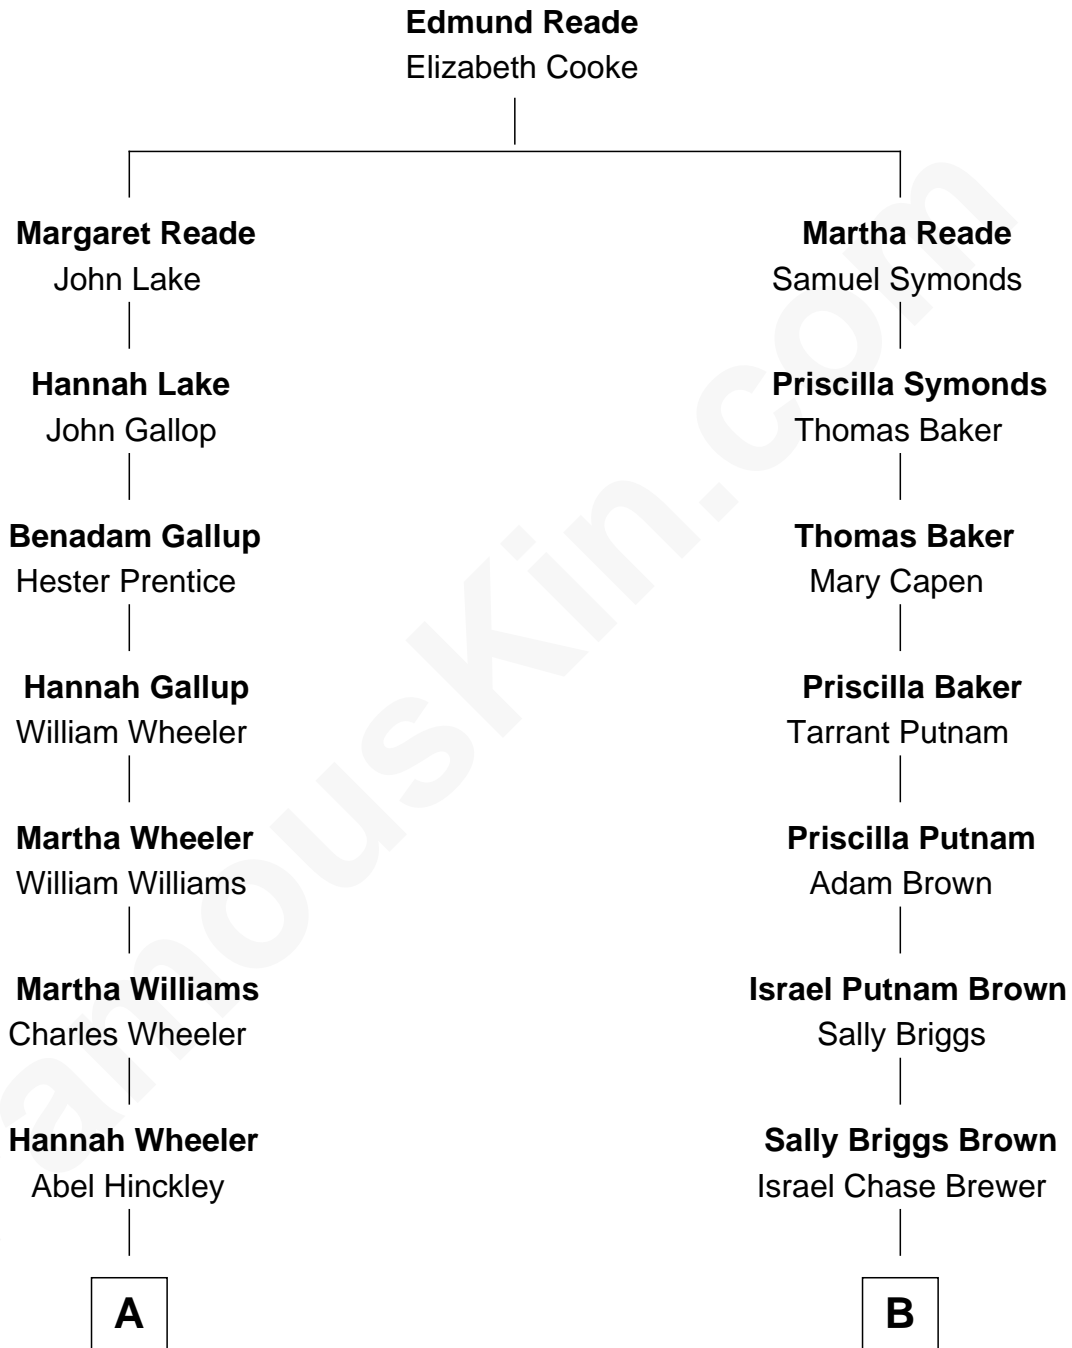 Edmund Reade
Elizabeth Cooke
Margaret Reade
John Lake
Martha Reade
Samuel Symonds
Hannah Lake
John Gallop
Priscilla Symonds
Thomas Baker
Benadam Gallup
Hester Prentice
Thomas Baker
Mary Capen
Hannah Gallup
William Wheeler
Priscilla Baker
Tarrant Putnam
Martha Wheeler
William Williams
Priscilla Putnam
Adam Brown
Martha Williams
Charles Wheeler
Israel Putnam Brown
Sally Briggs
Hannah Wheeler
Abel Hinckley
Sally Briggs Brown
Israel Chase Brewer
A
B
amouskin.com